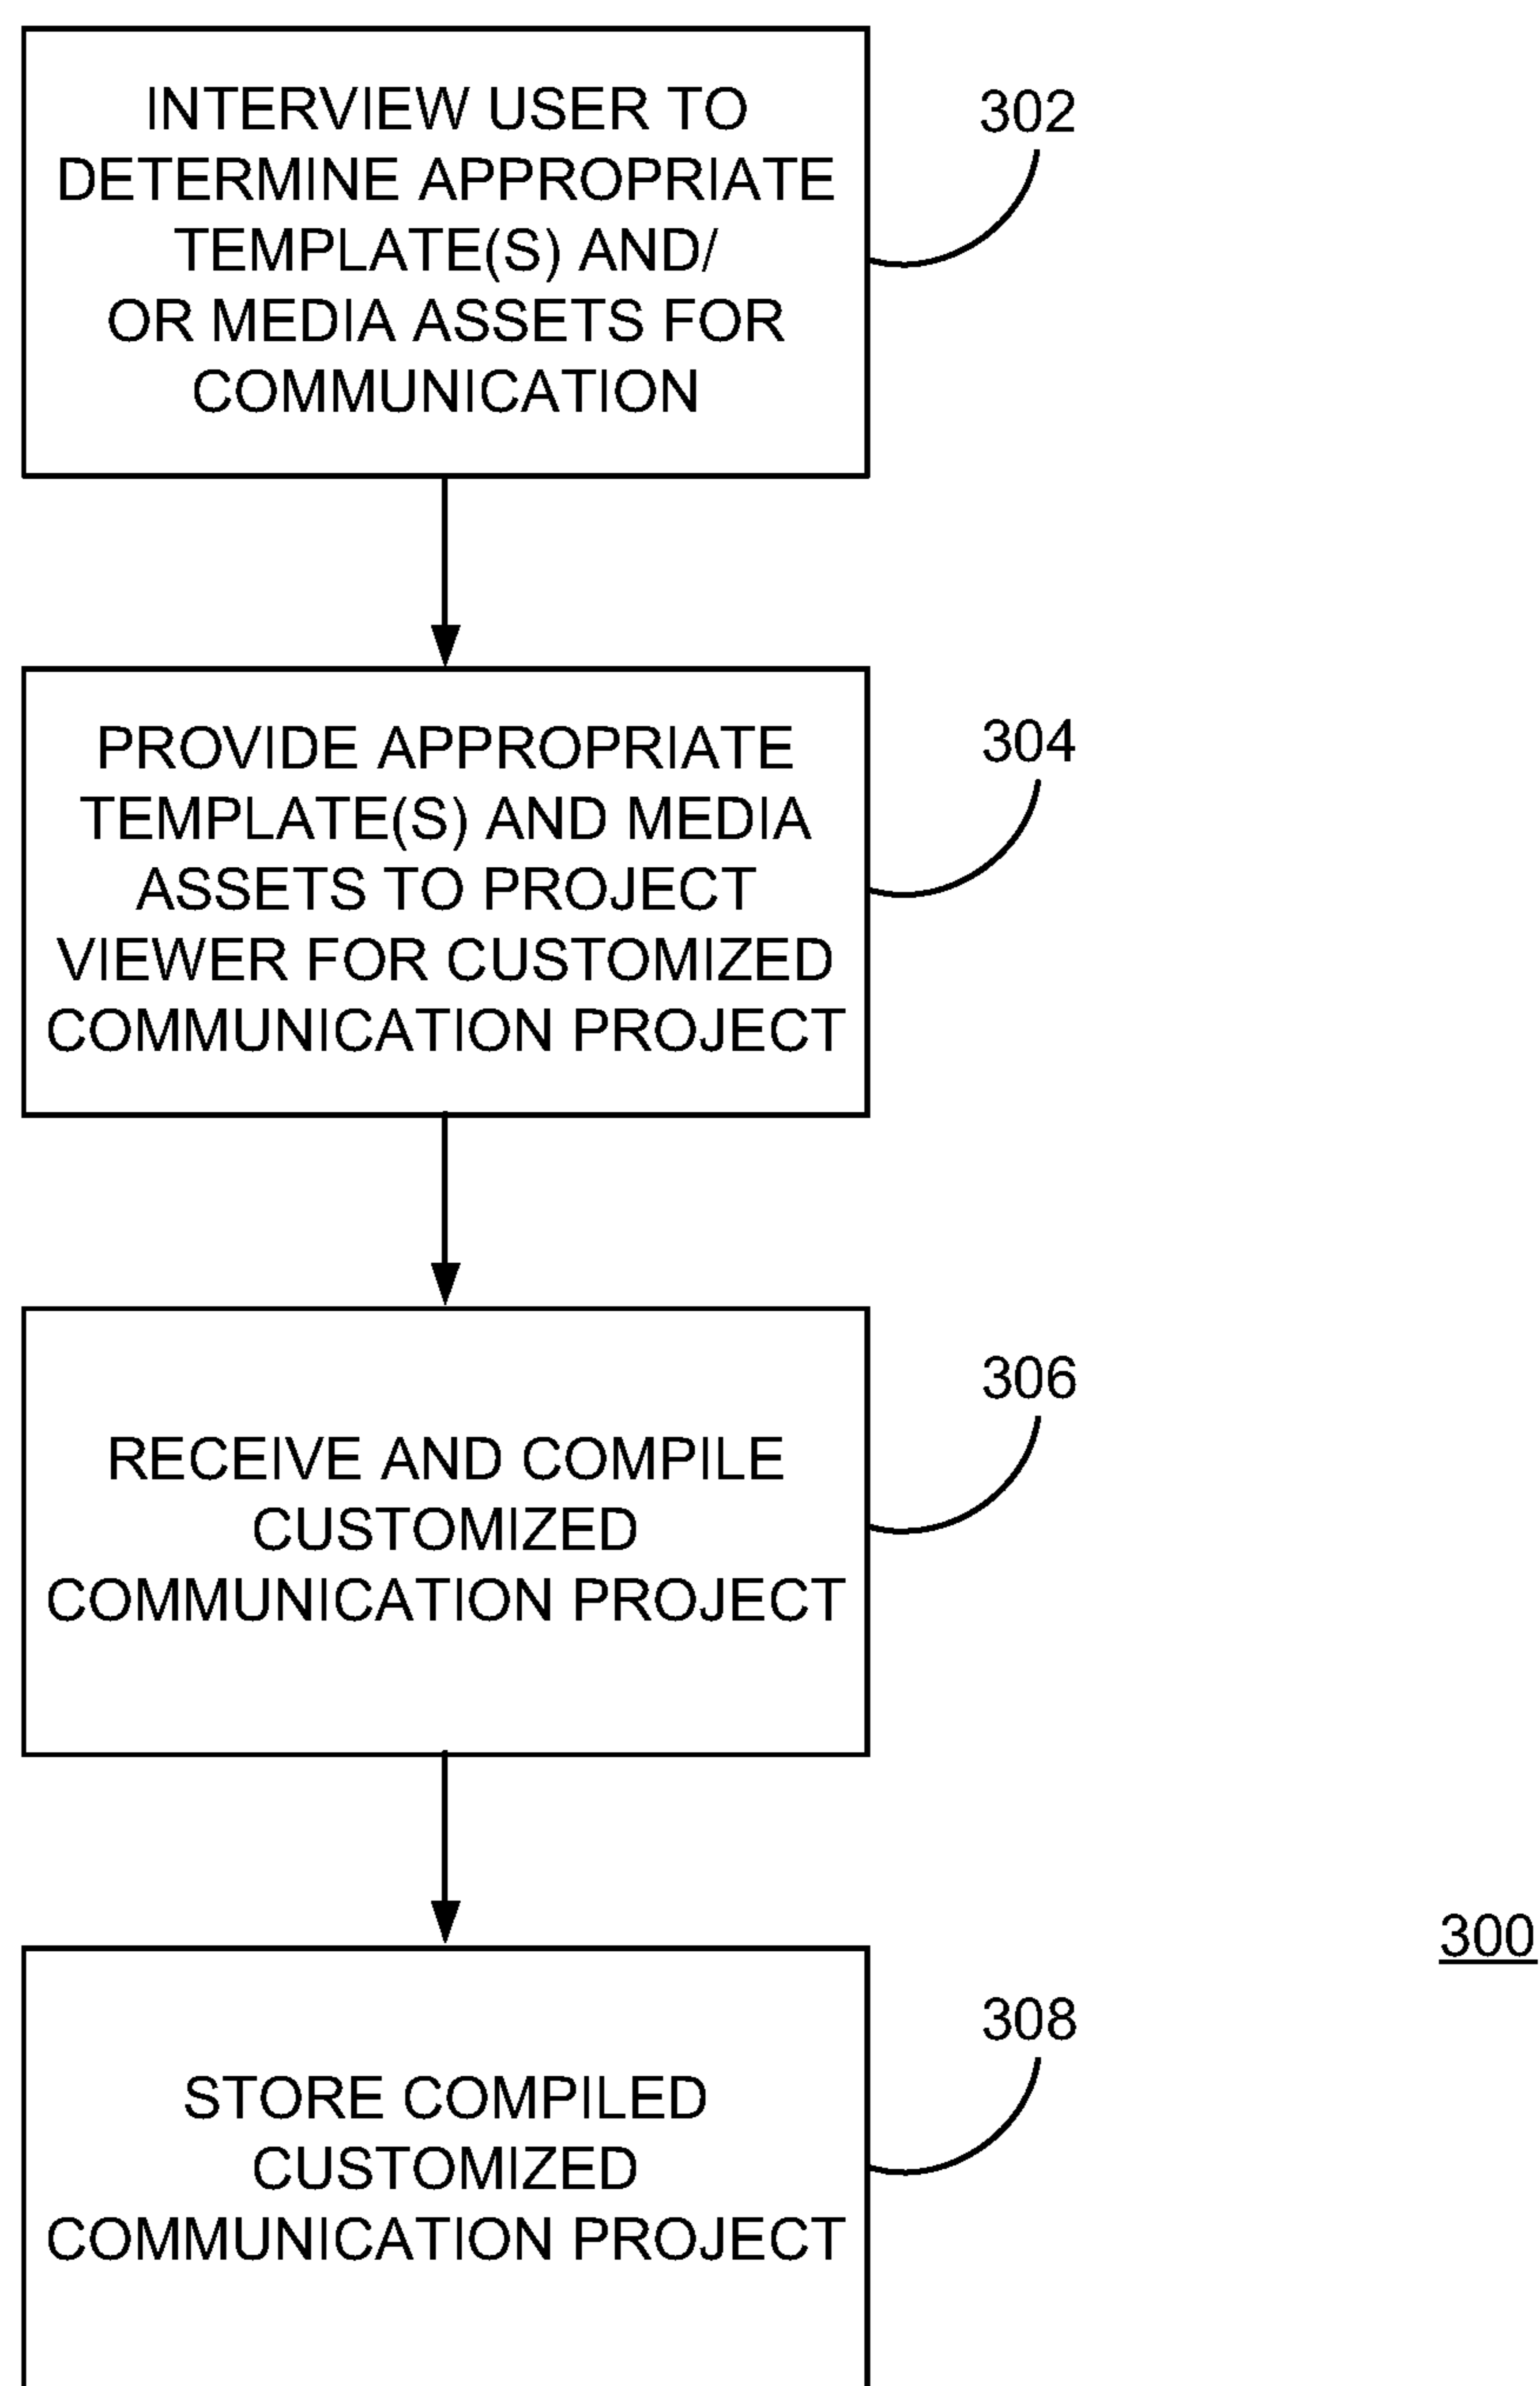 INTERVIEW USER TO
DETERMINE APPROPRIATE
TEMPLATE(S) AND/
OR MEDIA ASSETS FOR
COMMUNICATION
302
PROVIDE APPROPRIATE
TEMPLATE(S) AND MEDIA
ASSETS TO PROJECT
VIEWER FOR CUSTOMIZED
COMMUNICATION PROJECT
304
RECEIVE AND COMPILE
CUSTOMIZED
COMMUNICATION PROJECT
306
STORE COMPILED
CUSTOMIZED
COMMUNICATION PROJECT
308
300